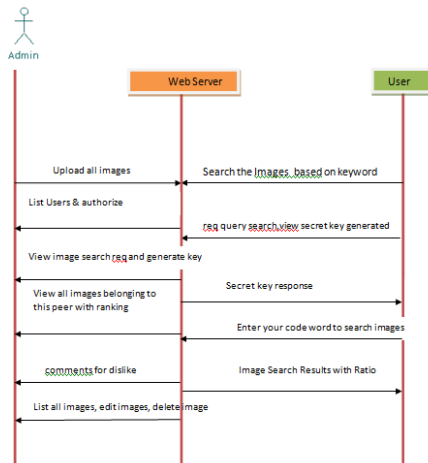 Admin
Web Server
User
Upload all images
Search the Images based on keyword
List Users & authorize
req query search,view secret key generated
View image search req and generate key
Secret key response
View all images belonging to
this peer with ranking
Enter your code word to search images
comments for dislike
Image Search Results with Ratio
List all images, edit images, delete image